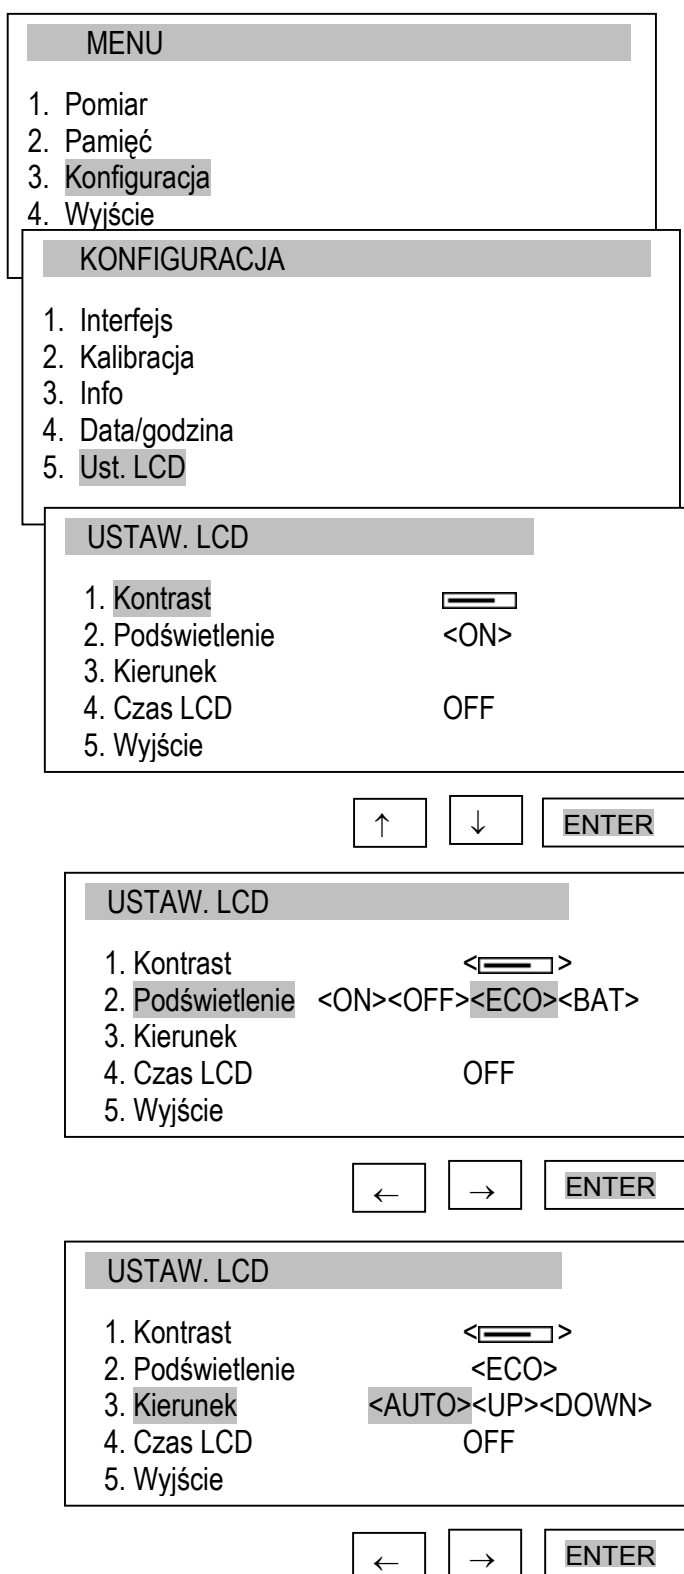 MENU
1. Pomiar
2. Pamięć
3. Konfiguracja
4. Wyjście
KONFIGURACJA
1. Interfejs
2. Kalibracja
3. Info
4. Data/godzina
5. Ust. LCD
USTAW. LCD
1. Kontrast
2. Podświetlenie <ON>
3. Kierunek
4. Czas LCD OFF
5. Wyjście
↑ ↓ ENTER
USTAW. LCD
1. Kontrast < >
2. Podświetlenie <ON><OFF><ECO><BAT>
3. Kierunek
4. Czas LCD OFF
5. Wyjście
← → ENTER
USTAW. LCD
1. Kontrast < >
2. Podświetlenie <ECO>
3. Kierunek <AUTO><UP><DOWN>
4. Czas LCD OFF
5. Wyjście
← → ENTER